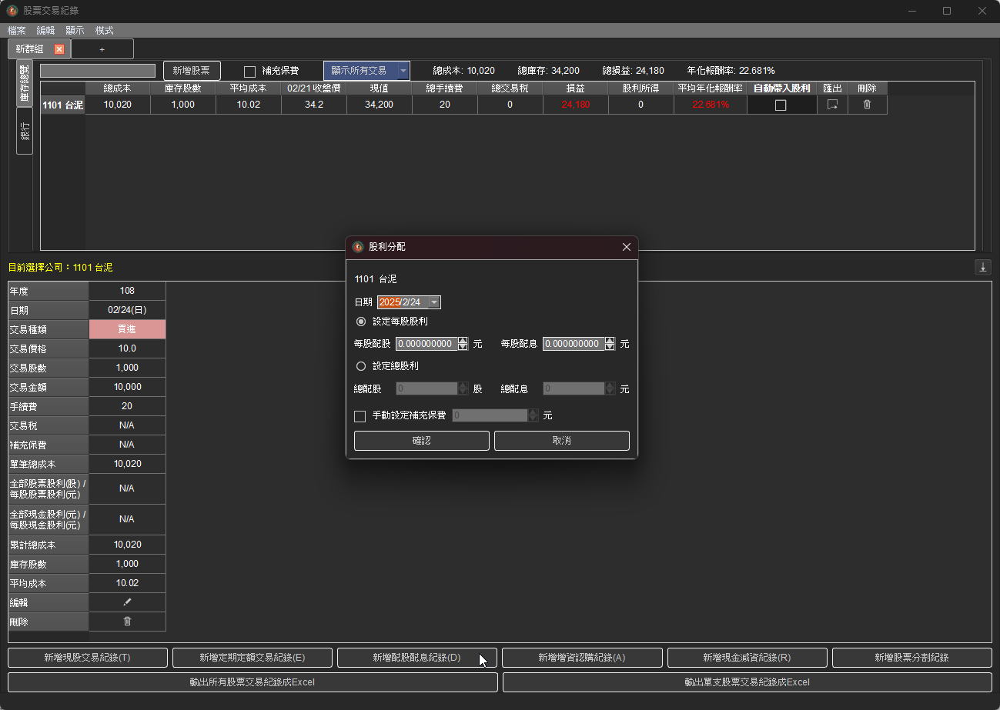 股票交易紀錄
檔案 編輯 顯示 模式
新群組 +
新增股票 補充保費 顯示所有交易 總成本: 10,020 總庫存: 34,200 總損益: 24,180 年化報酬率: 22.681%
庫存總覽
銀行
總成本 庫存股數 平均成本 02/21 收盤價 現值 總手續費 總交易稅 損益 股利所得 平均年化報酬率 自動帶入股利 匯出 刪除
1101 台泥 10,020 1,000 10.02 34.2 34,200 20 0 24,180 0 22.681%
目前選擇公司：1101 台泥
年度 108
日期 02/24(日)
交易種類 買進
交易價格 10.0
交易股數 1,000
交易金額 10,000
手續費 20
交易稅 N/A
補充保費 N/A
單筆總成本 10,020
全部股票股利(股) /
每股股票股利(元) N/A
全部現金股利(元) /
每股現金股利(元) N/A
累計總成本 10,020
庫存股數 1,000
平均成本 10.02
編輯
刪除
股利分配
1101 台泥
日期 2025/2/24
設定每股股利
每股配股 0.000000000 元 每股配息 0.000000000 元
設定總股利
總配股 0 股 總配息 0 元
手動設定補充保費 0 元
確認 取消
新增現股交易紀錄(T) 新增定期定額交易紀錄(E) 新增配股配息紀錄(D) 新增增資認購紀錄(A) 新增現金減資紀錄(R) 新增股票分割紀錄
輸出所有股票交易紀錄成Excel 輸出單支股票交易紀錄成Excel